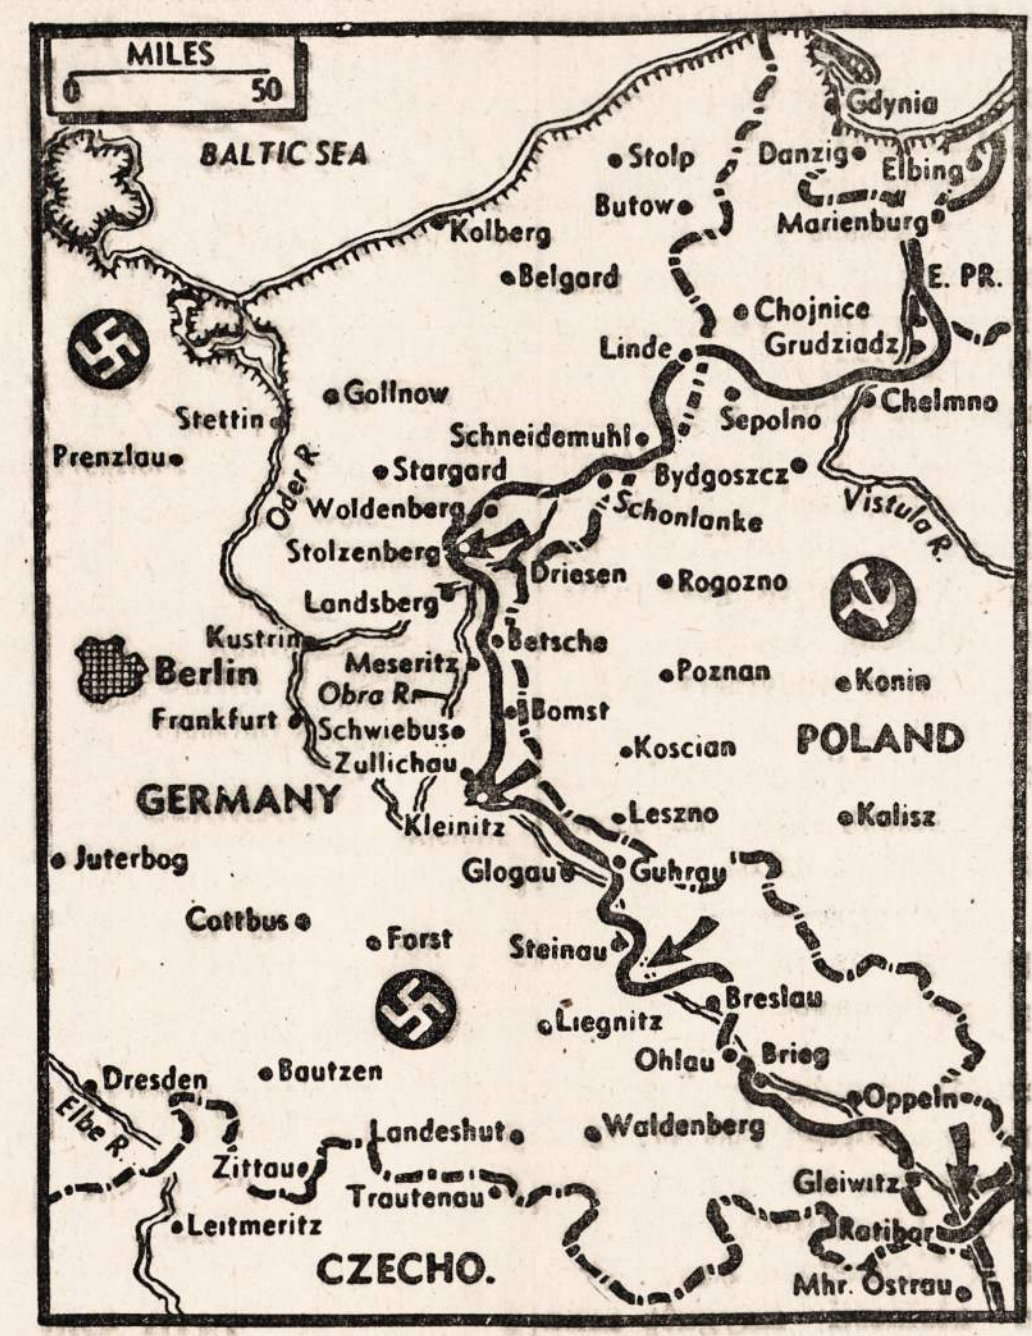 MILES
0 50
BALTIC SEA
Gdynia
Stolp
Danzig
Elbing
Butow
Marienburg
Kolberg
Belgard
E. PR.
Chojnice
Linde
Grudziadz
Gollnow
Stettin
Sepolno
Chelmno
Schneidemuhl
Prenzlau
Stargard
Bydgoszcz
Oder R.
Woldenberg
Schonlanke
Vistula R.
Stolzenberg
Driesen
Rogozno
Landsberg
Kustrin
Betsche
Berlin
Meseritz
Poznan
Konin
Obra R.
Frankfurt
Schwiebus
Bomst
Koscian
POLAND
Zullichau
GERMANY
Kleinitz
Leszno
Kalisz
Juterbog
Glogau
Guhrau
Cottbus
Forst
Steinau
Breslau
Liegnitz
Ohlau
Brieg
Dresden
Bautzen
Oppeln
Elbe R.
Landeshut
Waldenberg
Zittau
Trautenau
Gleiwitz
Leitmeritz
Ratibor
CZECHO.
Mhr. Ostrau